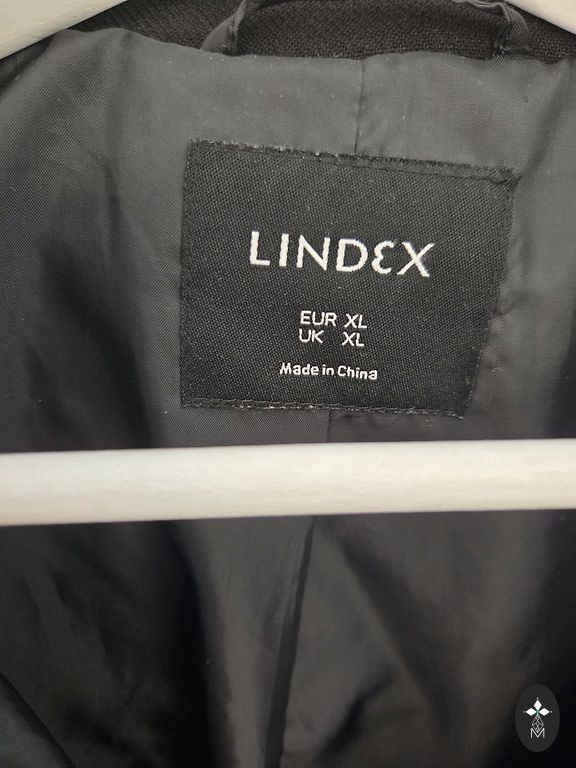 LINDEX
EUR XL
UK XL
Made in China
M